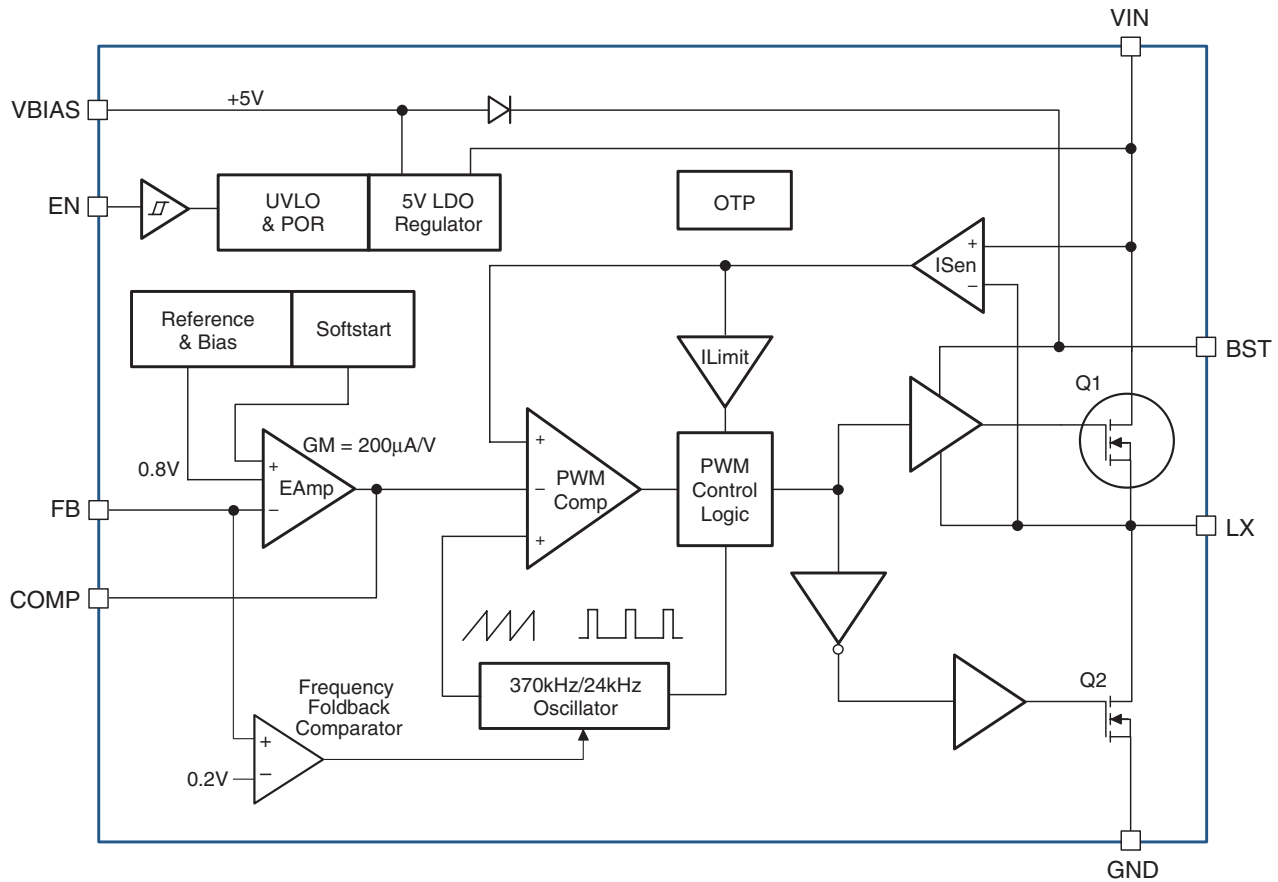 VIN
VBIAS
+5V
EN
UVLO
& POR
5V LDO
Regulator
OTP
+
ISen
−
Reference
& Bias
Softstart
ILimit
BST
Q1
GM = 200µA/V
0.8V
+
EAmp
−
+
PWM
Comp
−
+
PWM
Control
Logic
FB
LX
COMP
370kHz/24kHz
Oscillator
Frequency
Foldback
Comparator
Q2
+
0.2V
−
GND